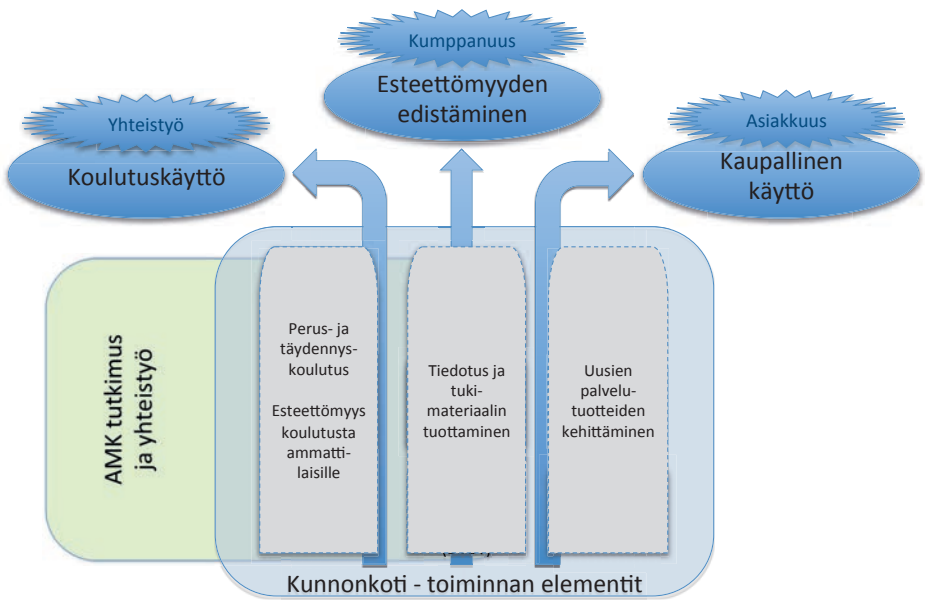 Kumppanuus
Esteettömyyden
edistäminen
Yhteistyö
Koulutuskäyttö
Asiakkuus
Kaupallinen
käyttö
AMK tutkimus
ja yhteistyö
Perus- ja
täydennys-
koulutus
Esteettömyys
koulutusta
ammatti-
laisille
Tiedotus ja
tuki-
materiaalin
tuottaminen
Uusien
palvelu-
tuotteiden
kehittäminen
Kunnonkoti - toiminnan elementit